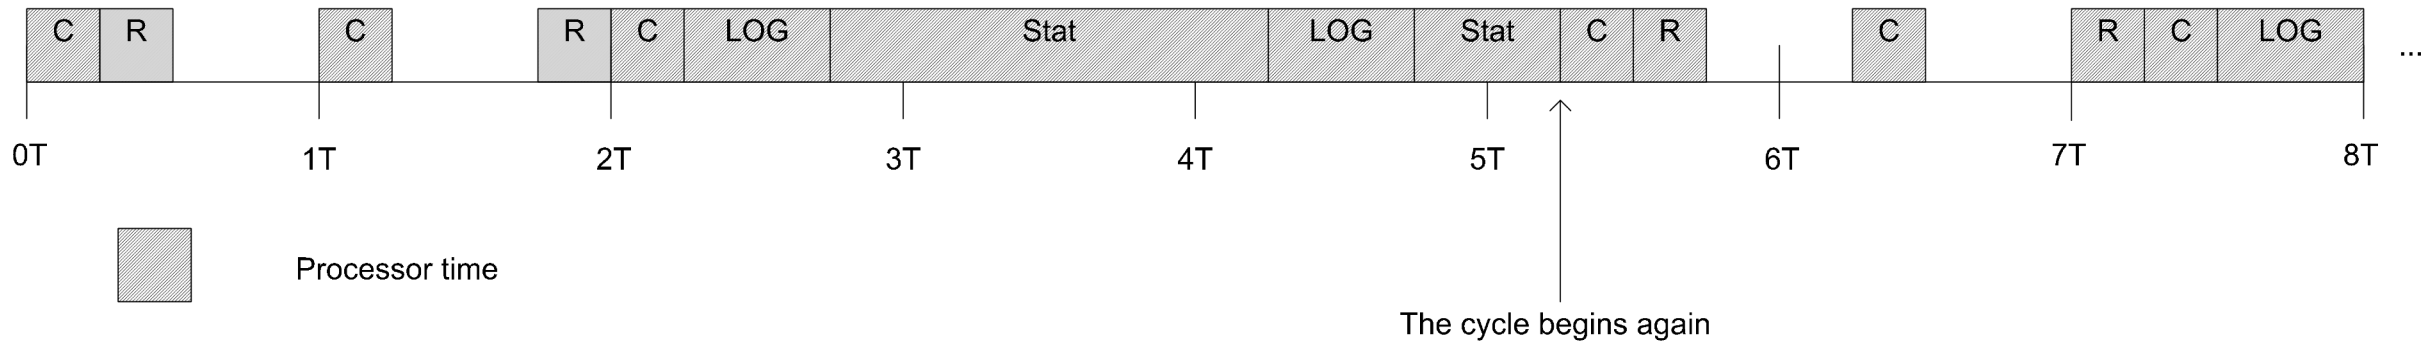 C R C R C LOG Stat LOG Stat C R C R C LOG ...
0T 1T 2T 3T 4T 5T 6T 7T 8T
Processor time
The cycle begins again